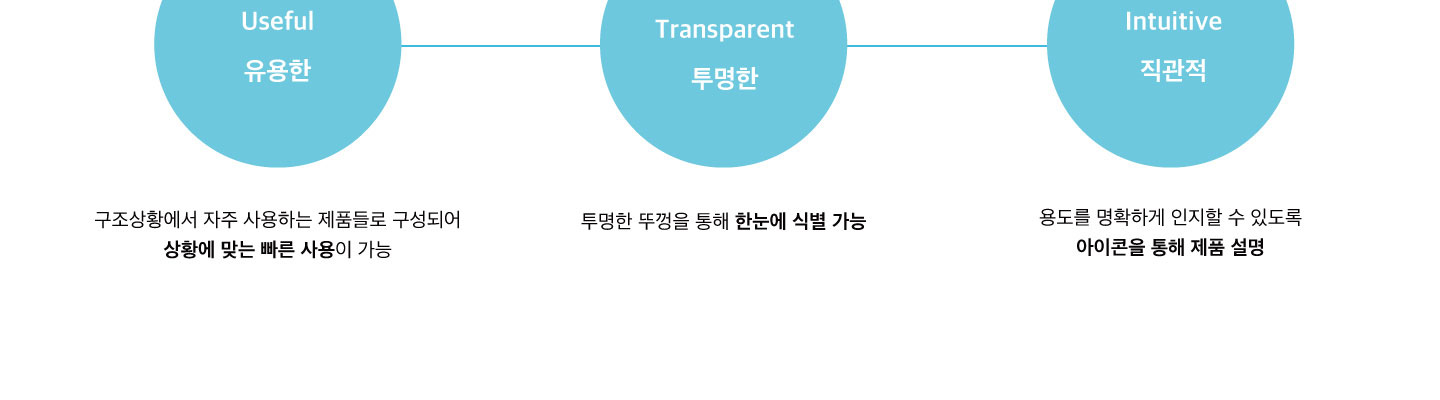 Useful
유용한
구조상황에서 자주 사용하는 제품들로 구성되어
상황에 맞는 빠른 사용이 가능
Transparent
투명한
투명한 뚜껑을 통해 한눈에 식별 가능
Intuitive
직관적
용도를 명확하게 인지할 수 있도록
아이콘을 통해 제품 설명